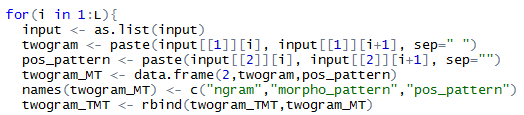 for(i in 1:L){
  input <- as.list(input)
  twogram <- paste(input[[1]][i], input[[1]][i+1], sep=" ")
  pos_pattern <- paste(input[[2]][i], input[[2]][i+1], sep="")
  twogram_MT <- data.frame(2,twogram,pos_pattern)
  names(twogram_MT) <- c("ngram","morpho_pattern","pos_pattern")
  twogram_TMT <- rbind(twogram_TMT,twogram_MT)